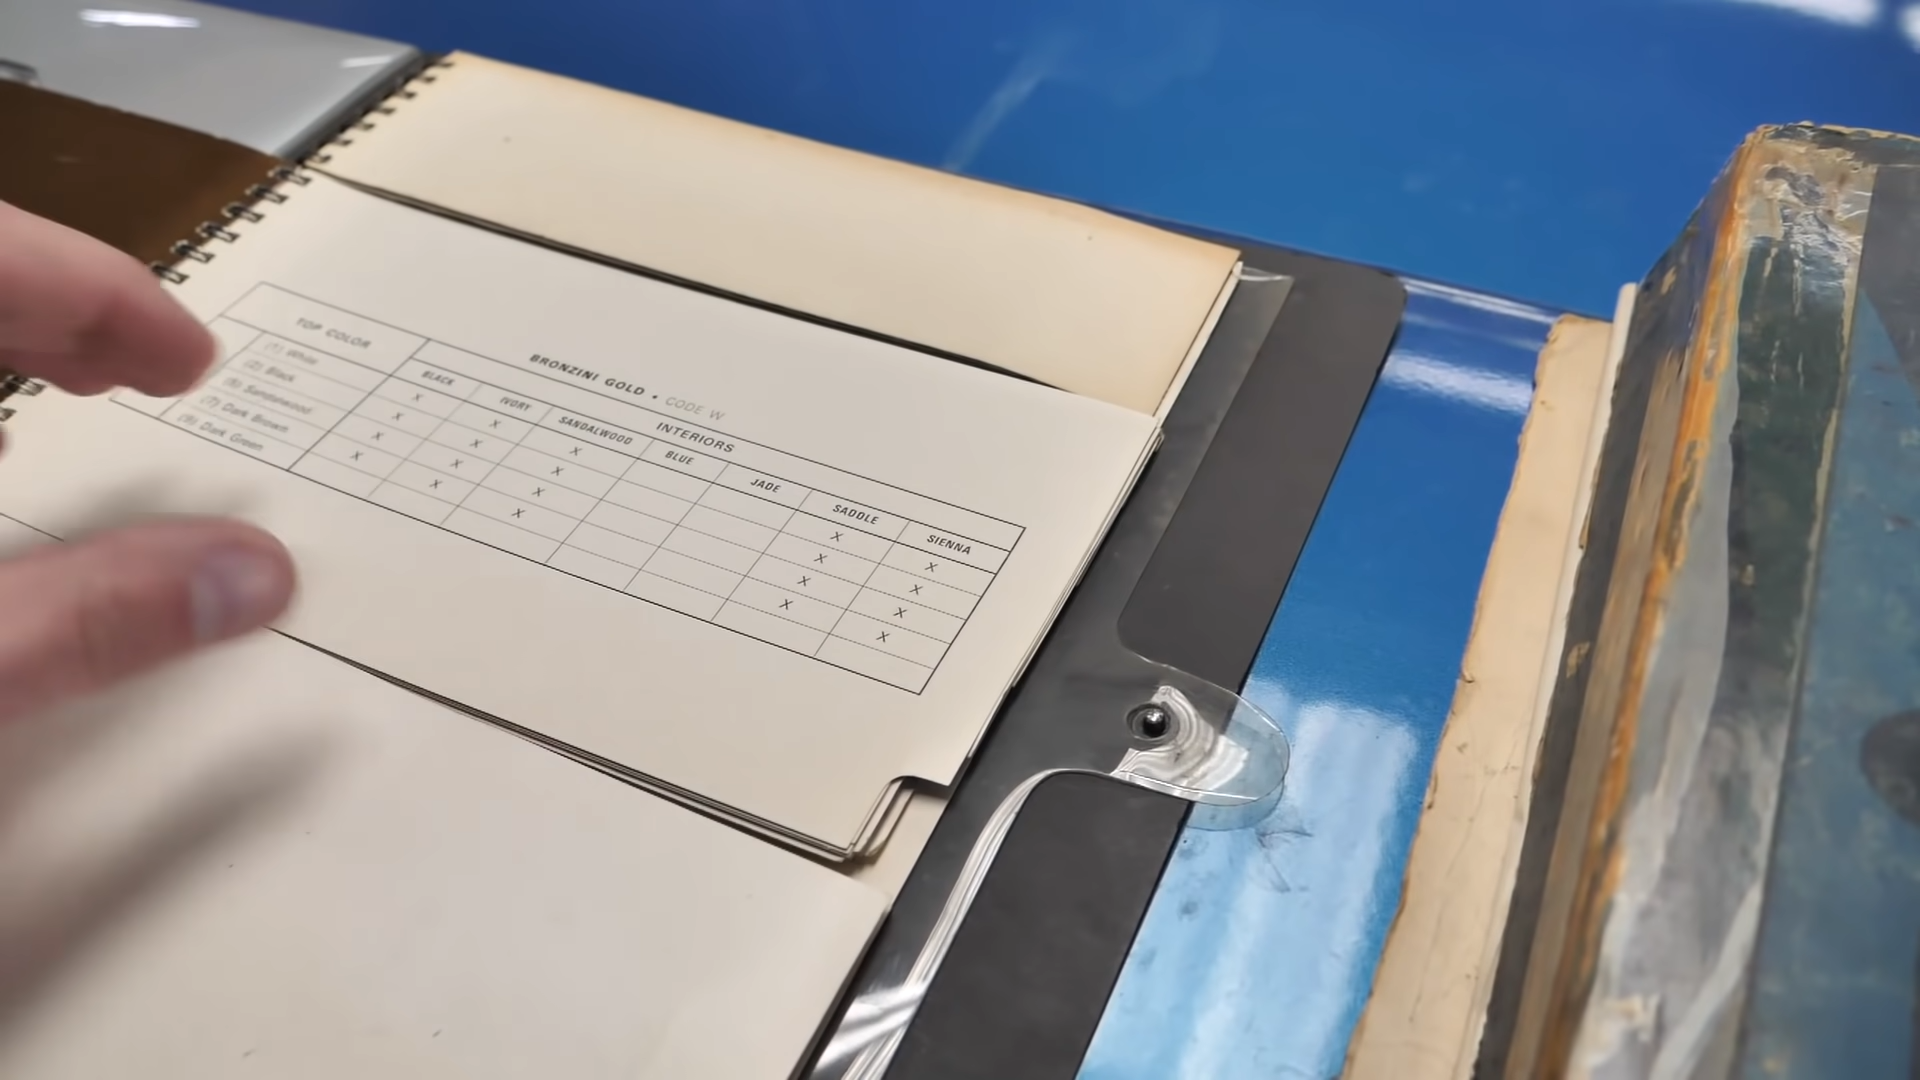 BRONZINI GOLD • CODE W
TOP COLOR INTERIORS
BLACK IVORY SANDALWOOD BLUE JADE SADDLE SIENNA
(1) White X X X X X
(2) Black X X X X X
(5) Sandalwood X X X X X
(7) Dark Brown X X X X X
(9) Dark Green